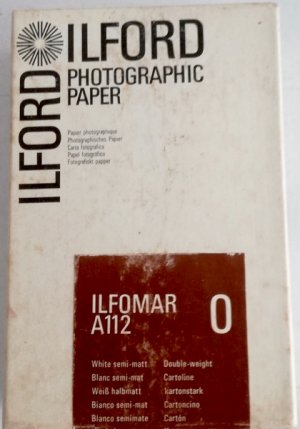 ILFORD
ILFORD
PHOTOGRAPHIC
PAPER
Papier photographique
Photographisches Papier
Carta fotografica
Papel fotográfico
Fotografiskt papper
ILFOMAR 0
A112
White semi-matt Double-weight
Blanc semi-mat Cartoline
Weiß halbmatt kartonstark
Bianco semi-mat Cartoncino
Blanco semimate Cartón